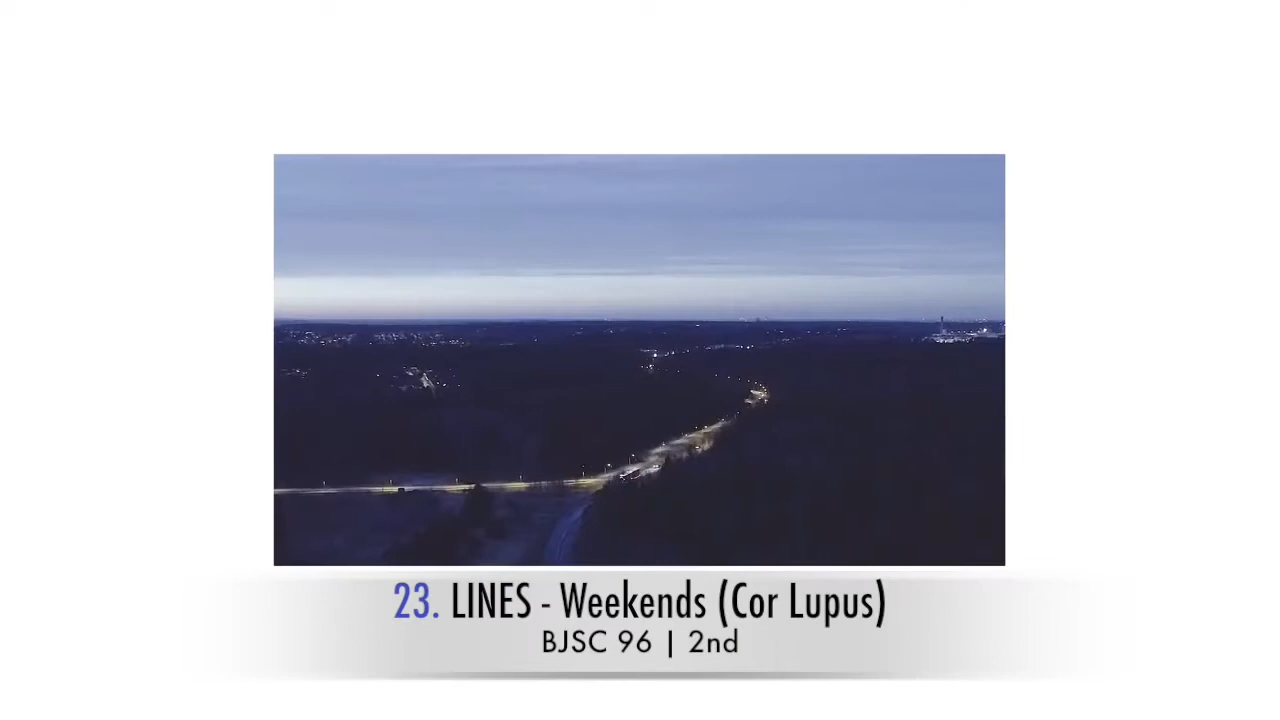 23. LINES - Weekends (Cor Lupus)
BJSC 96 | 2nd